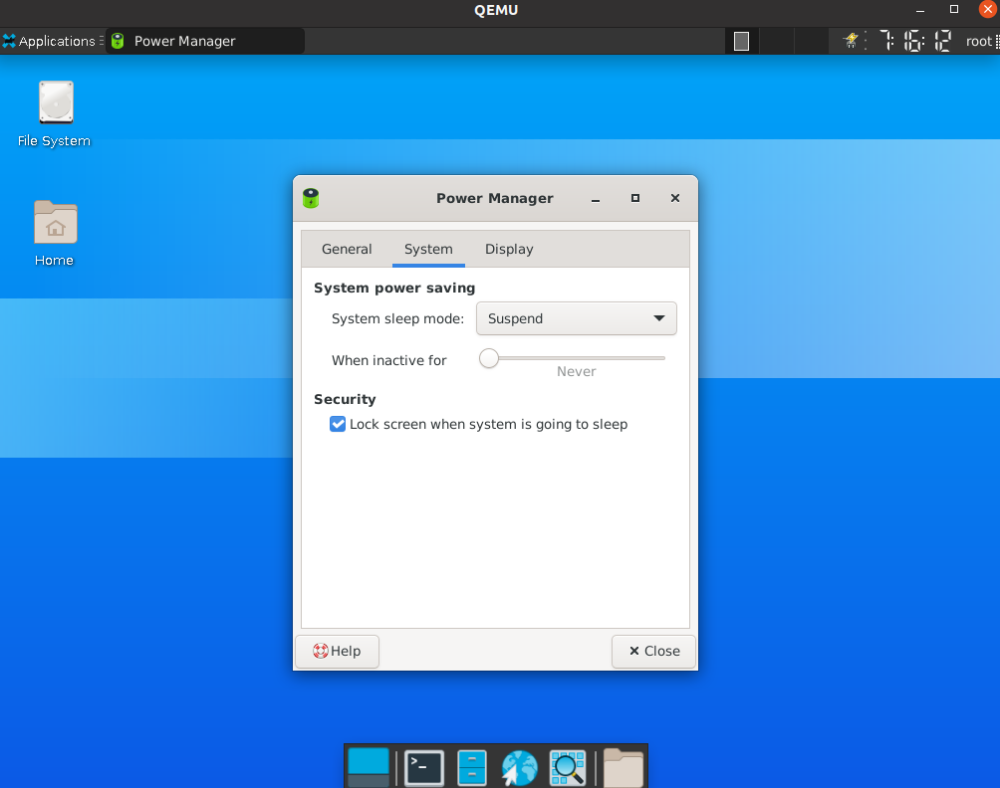 QEMU
Applications Power Manager 7:16:12 root
File System
Home
Power Manager
General System Display
System power saving
System sleep mode: Suspend
When inactive for
Never
Security
Lock screen when system is going to sleep
Help Close
>_